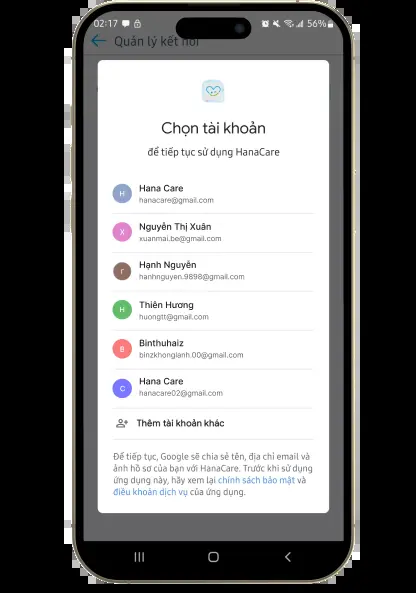 02:17 56%
Quản lý kết nối
Chọn tài khoản
để tiếp tục sử dụng HanaCare
H Hana Care
hanacare@gmail.com
X Nguyễn Thị Xuân
xuanmai.be@gmail.com
r Hạnh Nguyễn
hanhnguyen.9898@gmail.com
H Thiên Hương
huongtt@gmail.com
B Binthuhaiz
binzkhonglanh.00@gmail.com
C Hana Care
hanacare02@gmail.com
Thêm tài khoản khác
Để tiếp tục, Google sẽ chia sẻ tên, địa chỉ email và
ảnh hồ sơ của bạn với HanaCare. Trước khi sử dụng
ứng dụng này, hãy xem lại chính sách bảo mật và
điều khoản dịch vụ của ứng dụng.